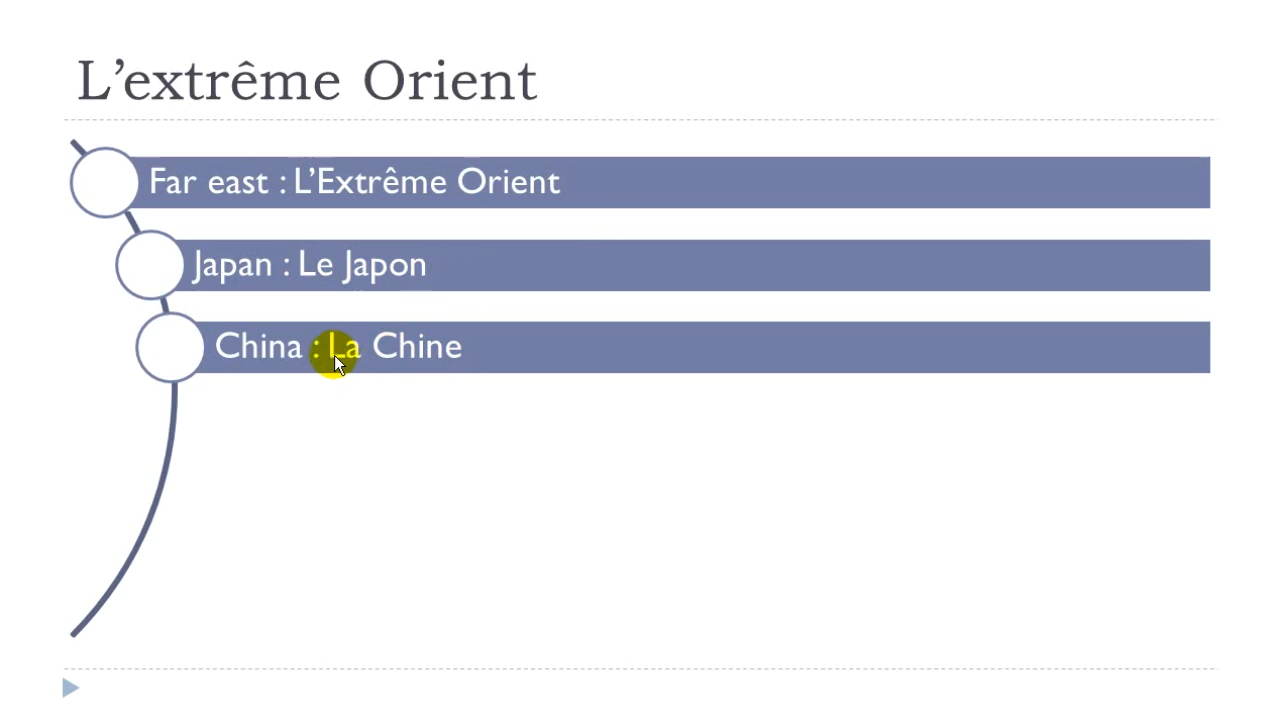 L’extrême Orient
Far east : L’Extrême Orient
Japan : Le Japon
China : La Chine